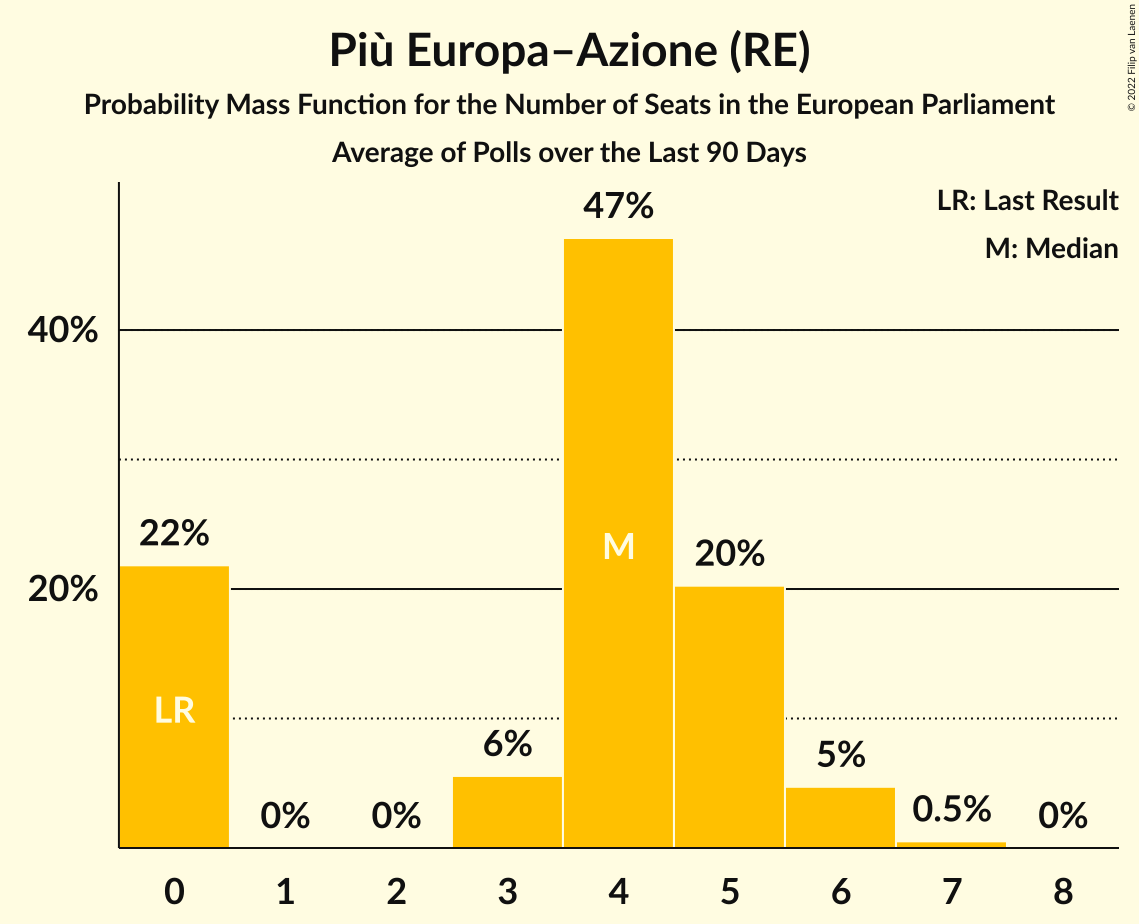 Più Europa–Azione (RE)
Probability Mass Function for the Number of Seats in the European Parliament
Average of Polls over the Last 90 Days
© 2022 Filip van Laenen
LR: Last Result
M: Median
47%
40%
22%
M
20%
20%
LR
6%
5%
0%
0%
0.5%
0%
0 1 2 3 4 5 6 7 8